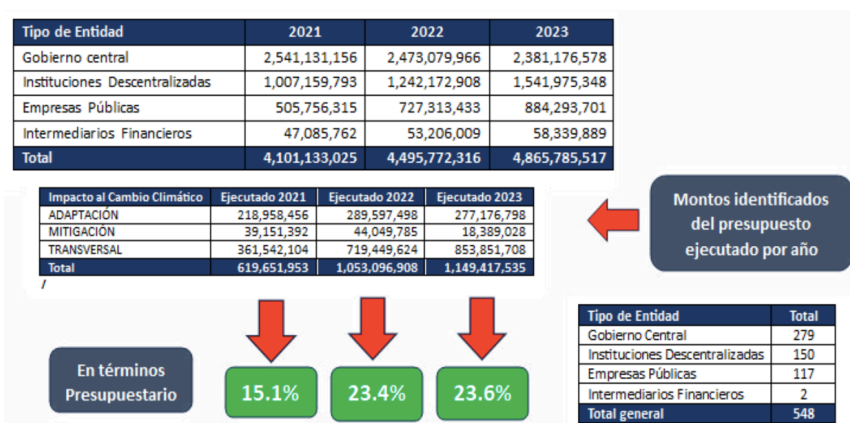 Tipo de Entidad 2021 2022 2023
Gobierno central 2,541,131,156 2,473,079,966 2,381,176,578
Instituciones Descentralizadas 1,007,159,793 1,242,172,908 1,541,975,348
Empresas Públicas 505,756,315 727,313,433 884,293,701
Intermediarios Financieros 47,085,762 53,206,009 58,339,889
Total 4,101,133,025 4,495,772,316 4,865,785,517
Impacto al Cambio Climático Ejecutado 2021 Ejecutado 2022 Ejecutado 2023
ADAPTACIÓN 218,958,456 289,597,498 277,176,798
MITIGACIÓN 39,151,392 44,049,785 18,389,028
TRANSVERSAL 361,542,104 719,449,624 853,851,708
Total 619,651,953 1,053,096,908 1,149,417,535
/
Montos identificados
del presupuesto
ejecutado por año
En términos
Presupuestario
15.1% 23.4% 23.6%
Tipo de Entidad Total
Gobierno Central 279
Instituciones Descentralizadas 150
Empresas Públicas 117
Intermediarios Financieros 2
Total general 548